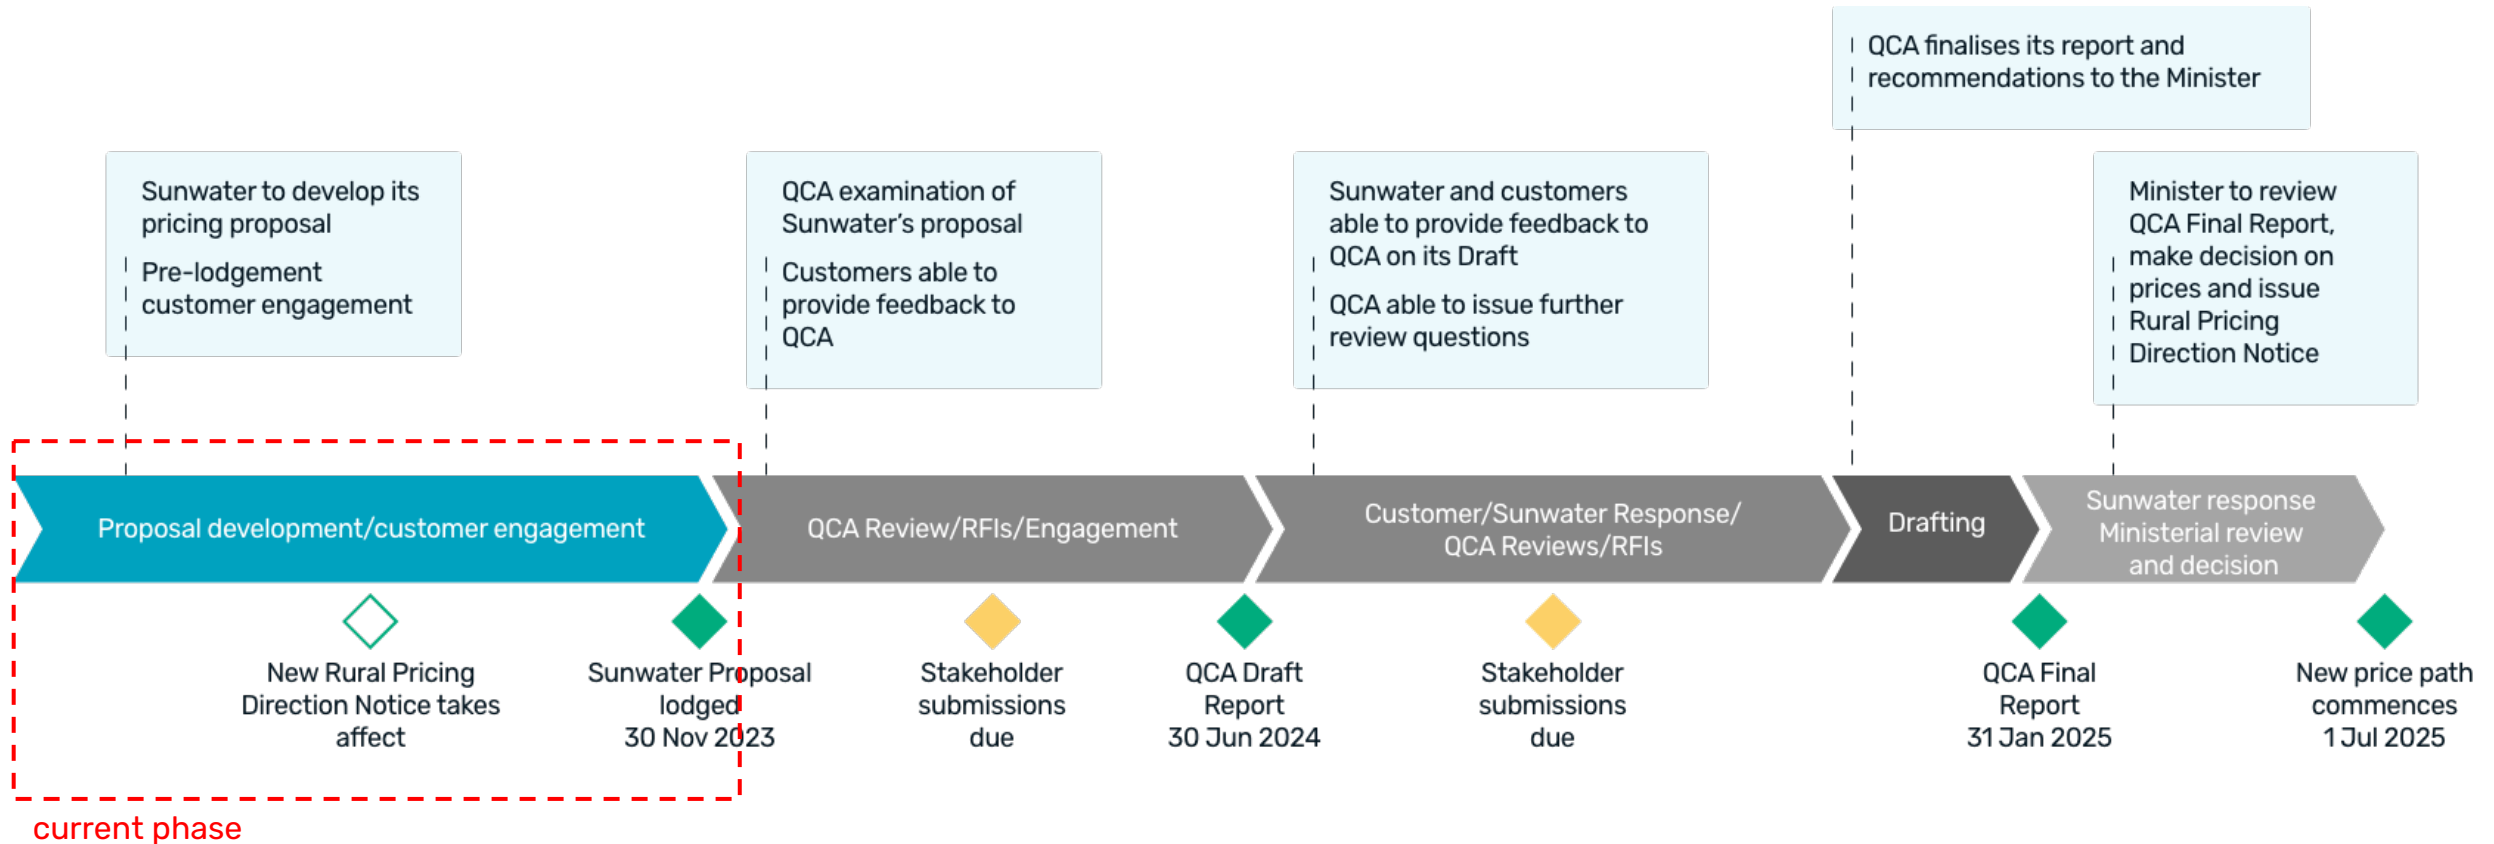 QCA finalises its report and
recommendations to the Minister
Sunwater to develop its
pricing proposal
Pre-lodgement
customer engagement
QCA examination of
Sunwater's proposal
Customers able to
provide feedback to
QCA
Sunwater and customers
able to provide feedback to
QCA on its Draft
QCA able to issue further
review questions
Minister to review
QCA Final Report,
make decision on
prices and issue
Rural Pricing
Direction Notice
Proposal development/customer engagement
QCA Review/RFIs/Engagement
Customer/Sunwater Response/
QCA Reviews/RFIs
Drafting
Sunwater response
Ministerial review
and decision
New Rural Pricing
Direction Notice takes
affect
Sunwater Proposal
lodged
30 Nov 2023
Stakeholder
submissions
due
QCA Draft
Report
30 Jun 2024
Stakeholder
submissions
due
QCA Final
Report
31 Jan 2025
New price path
commences
1 Jul 2025
current phase